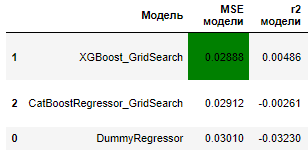 Модель MSE модели r2 модели
1 XGBoost_GridSearch 0.02888 0.00486
2 CatBoostRegressor_GridSearch 0.02912 -0.00261
0 DummyRegressor 0.03010 -0.03230